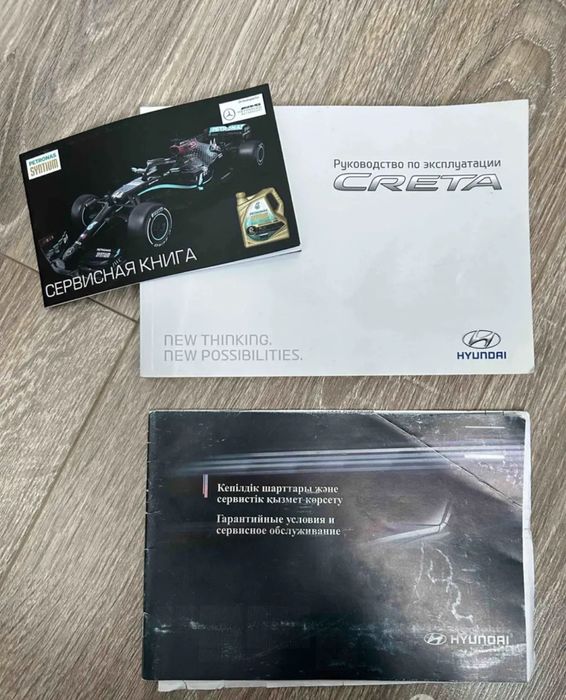 PETRONAS
SYNTIUM
PETRONAS
СЕРВИСНАЯ КНИГА
Руководство по эксплуатации
CRETA
NEW THINKING.
NEW POSSIBILITIES.
HYUNDAI
Кепілдік шарттары және
сервистік қызмет көрсету
Гарантийные условия и
сервисное обслуживание
HYUNDAI